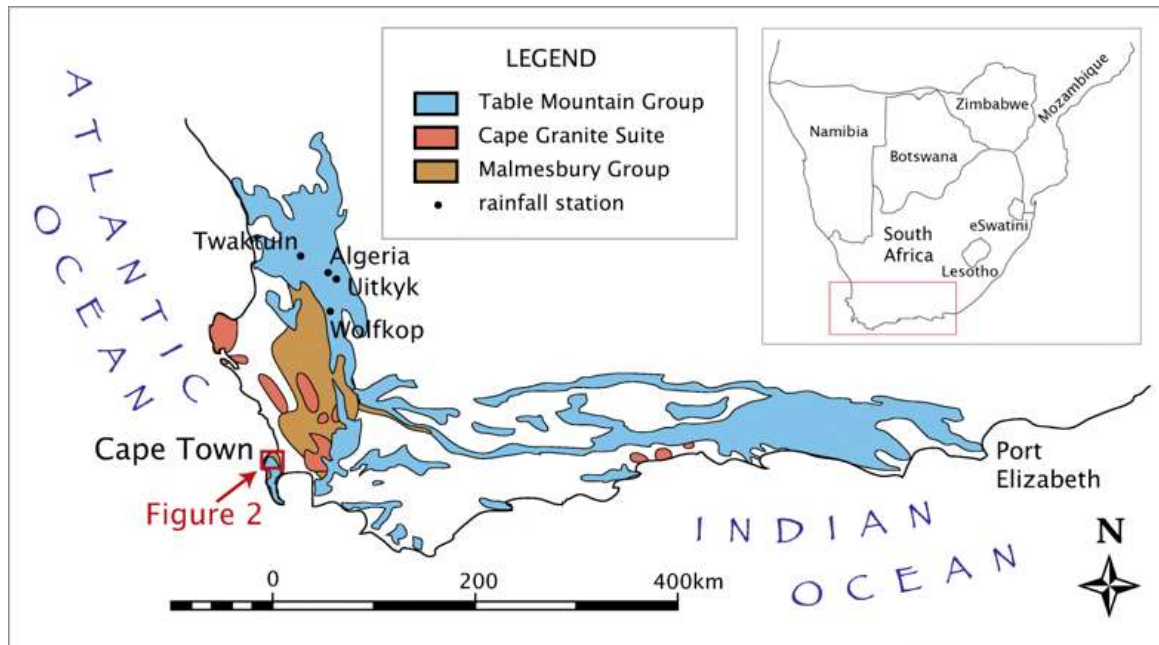 ATLANTIC
OCEAN
LEGEND
Table Mountain Group
Cape Granite Suite
Malmesbury Group
rainfall station
Zimbabwe
Mozambique
Namibia
Botswana
South
Africa
eSwatini
Lesotho
Twaktuin
Algeria
Uitkyk
Wolfkop
Cape Town
Figure 2
Port
Elizabeth
INDIAN
OCEAN
N
0
200
400km